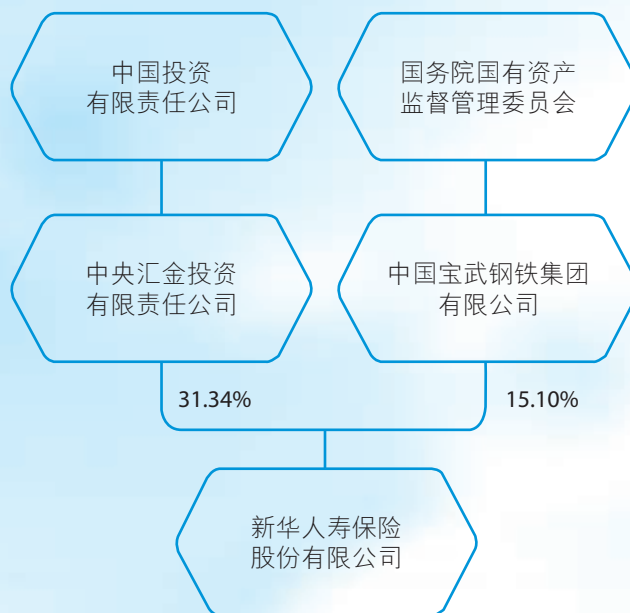 中国投资
有限责任公司
国务院国有资产
监督管理委员会
中央汇金投资
有限责任公司
中国宝武钢铁集团
有限公司
31.34%
15.10%
新华人寿保险
股份有限公司